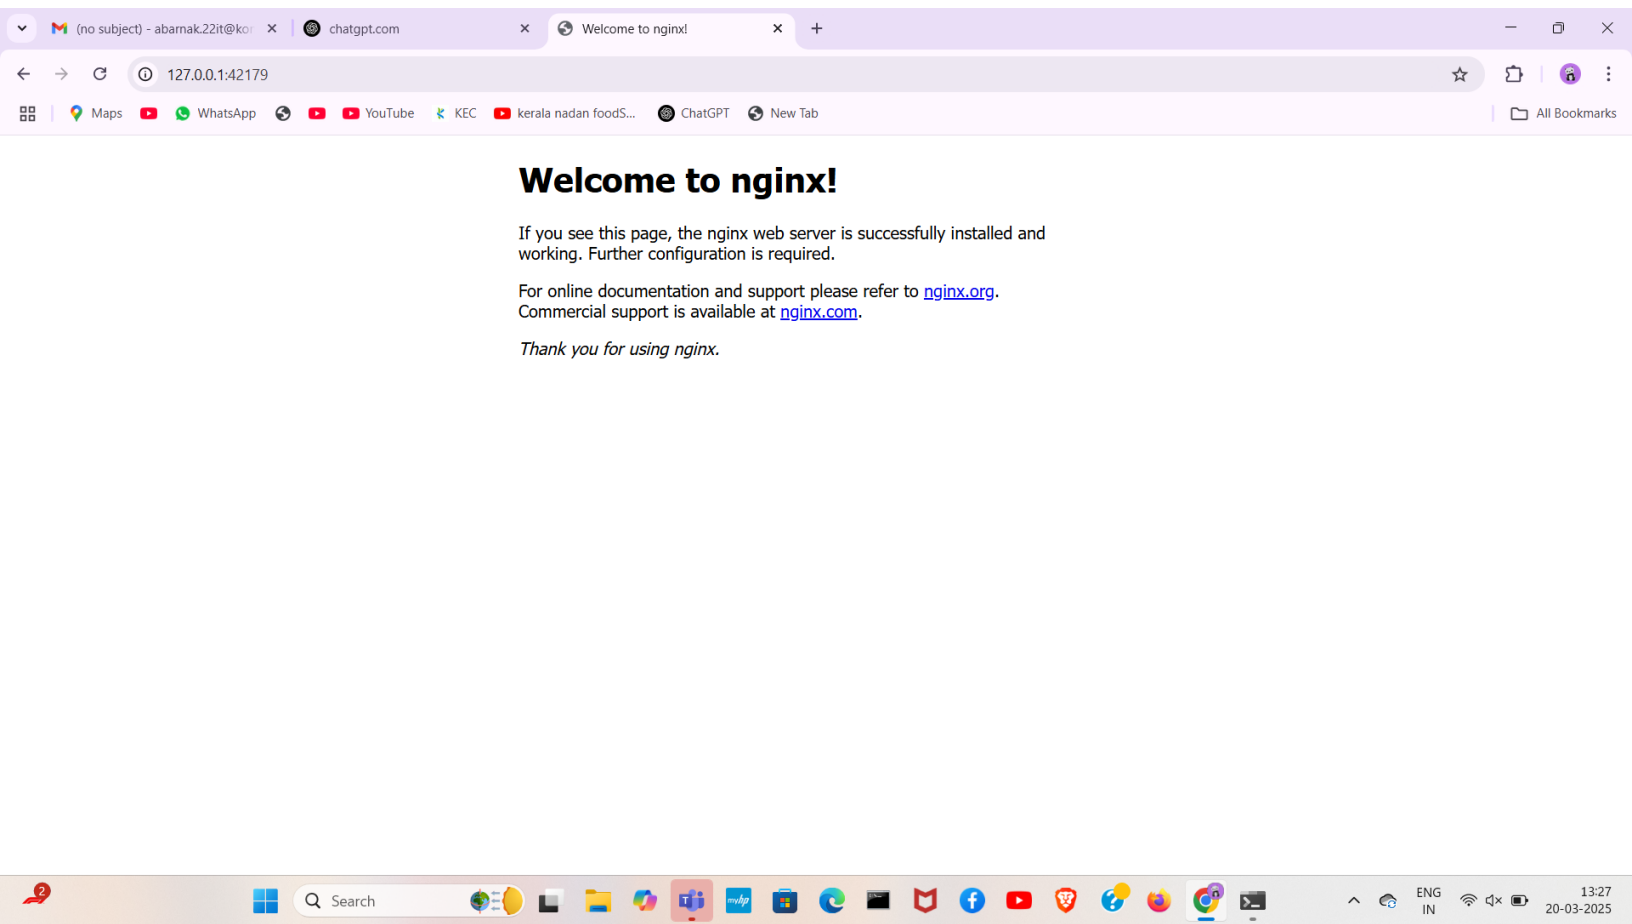 (no subject) - abarnak.22it@kon
chatgpt.com
Welcome to nginx!
127.0.0.1:42179
Maps
WhatsApp
YouTube
KEC
kerala nadan foodS...
ChatGPT
New Tab
All Bookmarks
Welcome to nginx!
If you see this page, the nginx web server is successfully installed and
working. Further configuration is required.
For online documentation and support please refer to nginx.org.
Commercial support is available at nginx.com.
Thank you for using nginx.
2
Search
myhp
ENG
IN
13:27
20-03-2025